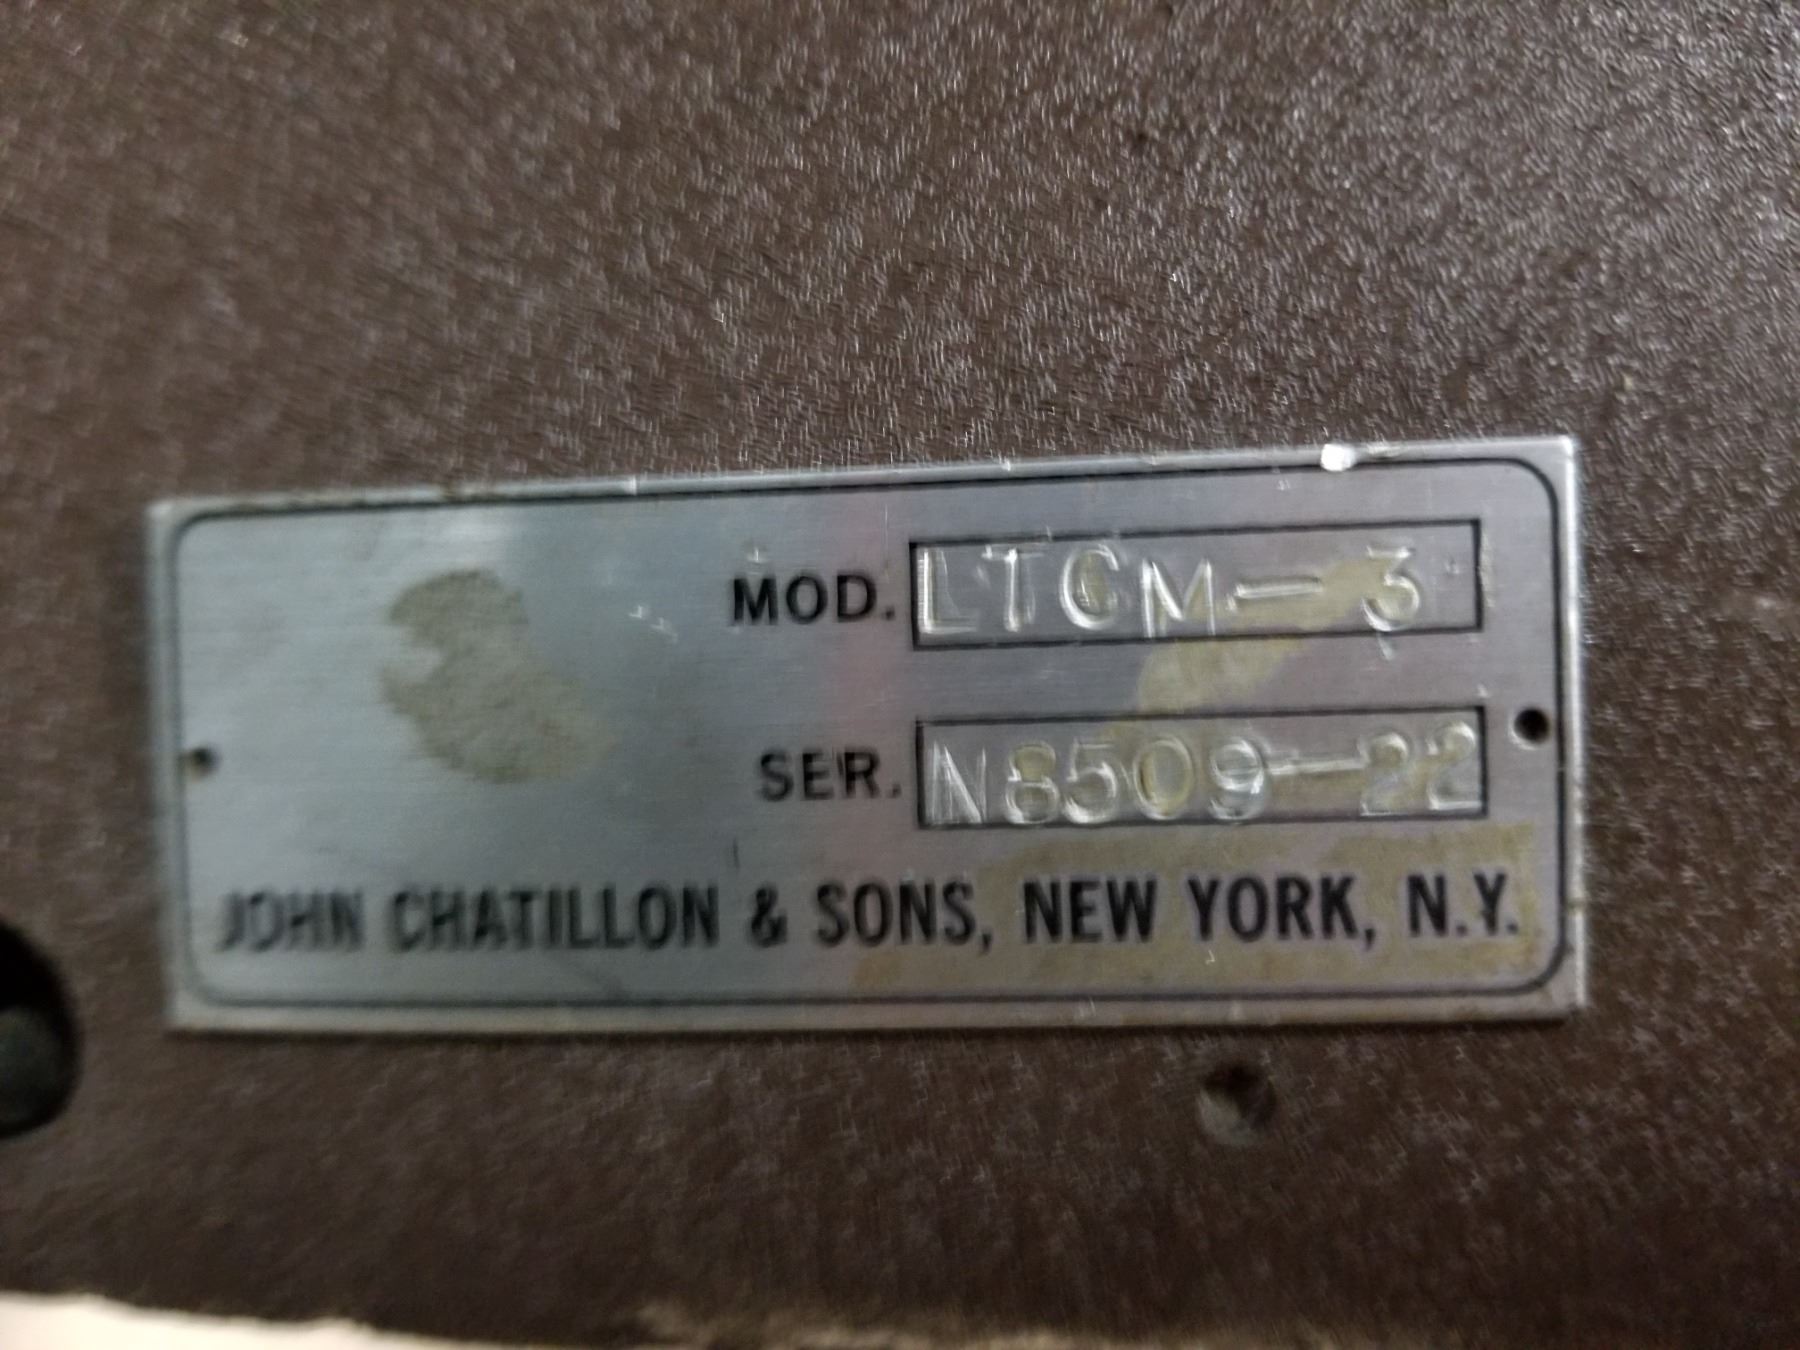 MOD. LTCM-3
SER. N8509-22
JOHN CHATILLON & SONS, NEW YORK, N.Y.